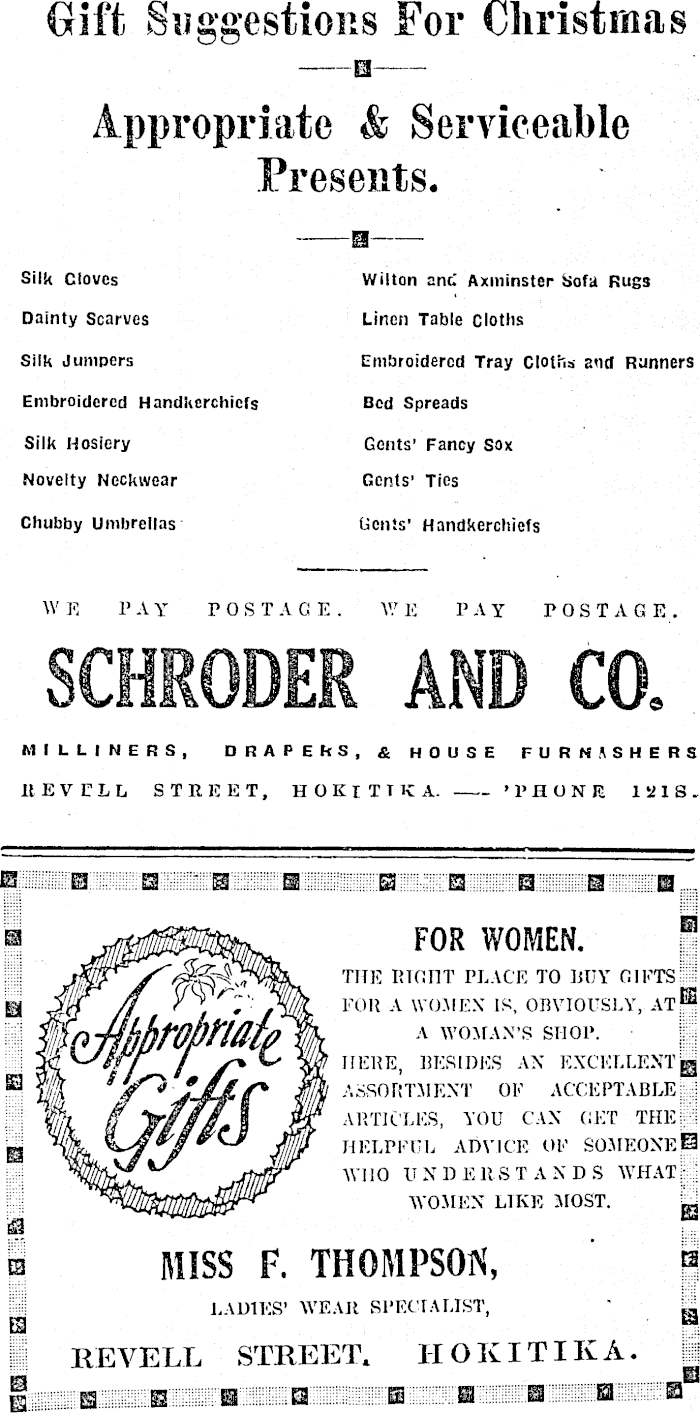 Gift Suggestions For Christmas
Appropriate & Serviceable
Presents.
Silk Gloves
Dainty Scarves
Silk Jumpers
Embroidered Handkerchiefs
Silk Hosiery
Novelty Neckwear
Chubby Umbrellas
Wilton and Axminster Sofa Rugs
Linen Table Cloths
Embroidered Tray Cloths and Runners
Bed Spreads
Gents' Fancy Sox
Gents' Ties
Gents' Handkerchiefs
WE PAY POSTAGE. WE PAY POSTAGE.
SCHRODER AND CO.
MILLINERS, DRAPERS, & HOUSE FURNISHERS
REVELL STREET, HOKITIKA. —- 'PHONE 121S.
Appropriate
Gifts
FOR WOMEN.
THE RIGHT PLACE TO BUY GIFTS
FOR A WOMEN IS, OBVIOUSLY, AT
A WOMAN'S SHOP.
HERE, BESIDES AN EXCELLENT
ASSORTMENT OF ACCEPTABLE
ARTICLES, YOU CAN GET THE
HELPFUL ADVICE OF SOMEONE
WHO UNDERSTANDS WHAT
WOMEN LIKE MOST.
MISS F. THOMPSON,
LADIES' WEAR SPECIALIST,
REVELL STREET, HOKITIKA.